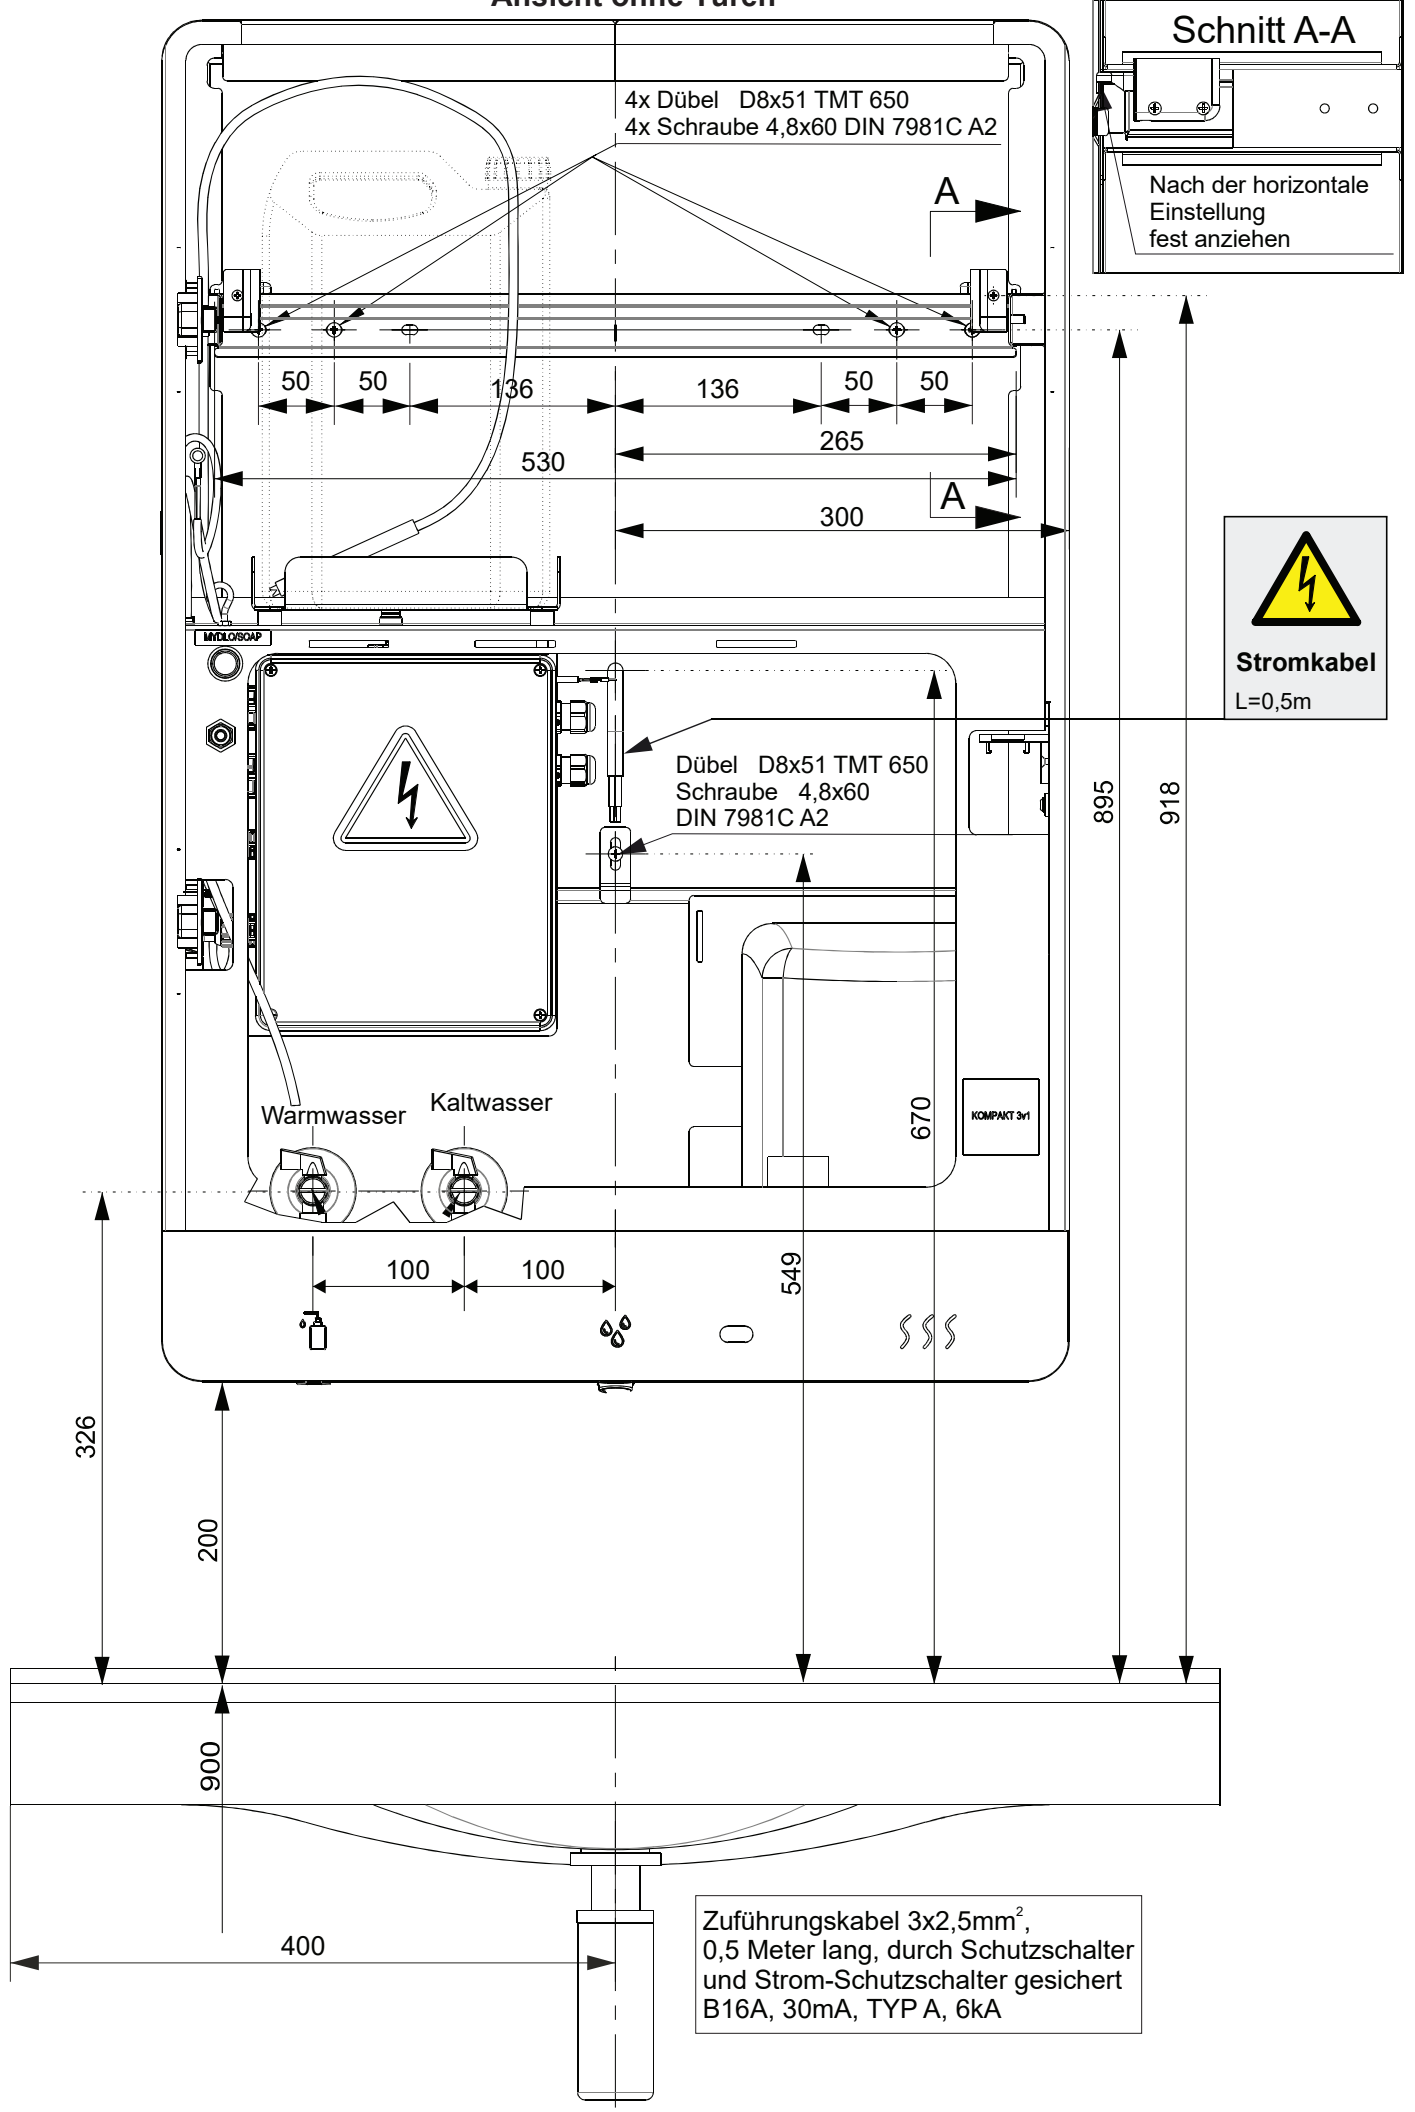 Ansicht ohne Türen
Schnitt A-A
Nach der horizontale
Einstellung
fest anziehen
4x Dübel D8x51 TMT 650
4x Schraube 4,8x60 DIN 7981C A2
A
50
50
136
136
50
50
265
530
A
300
Stromkabel
L=0,5m
MYDLO/SOAP
Dübel D8x51 TMT 650
Schraube 4,8x60
DIN 7981C A2
895
918
670
KOMPAKT 3v1
Warmwasser
Kaltwasser
549
100
100
326
200
900
400
Zuführungskabel 3x2,5mm²,
0,5 Meter lang, durch Schutzschalter
und Strom-Schutzschalter gesichert
B16A, 30mA, TYP A, 6kA